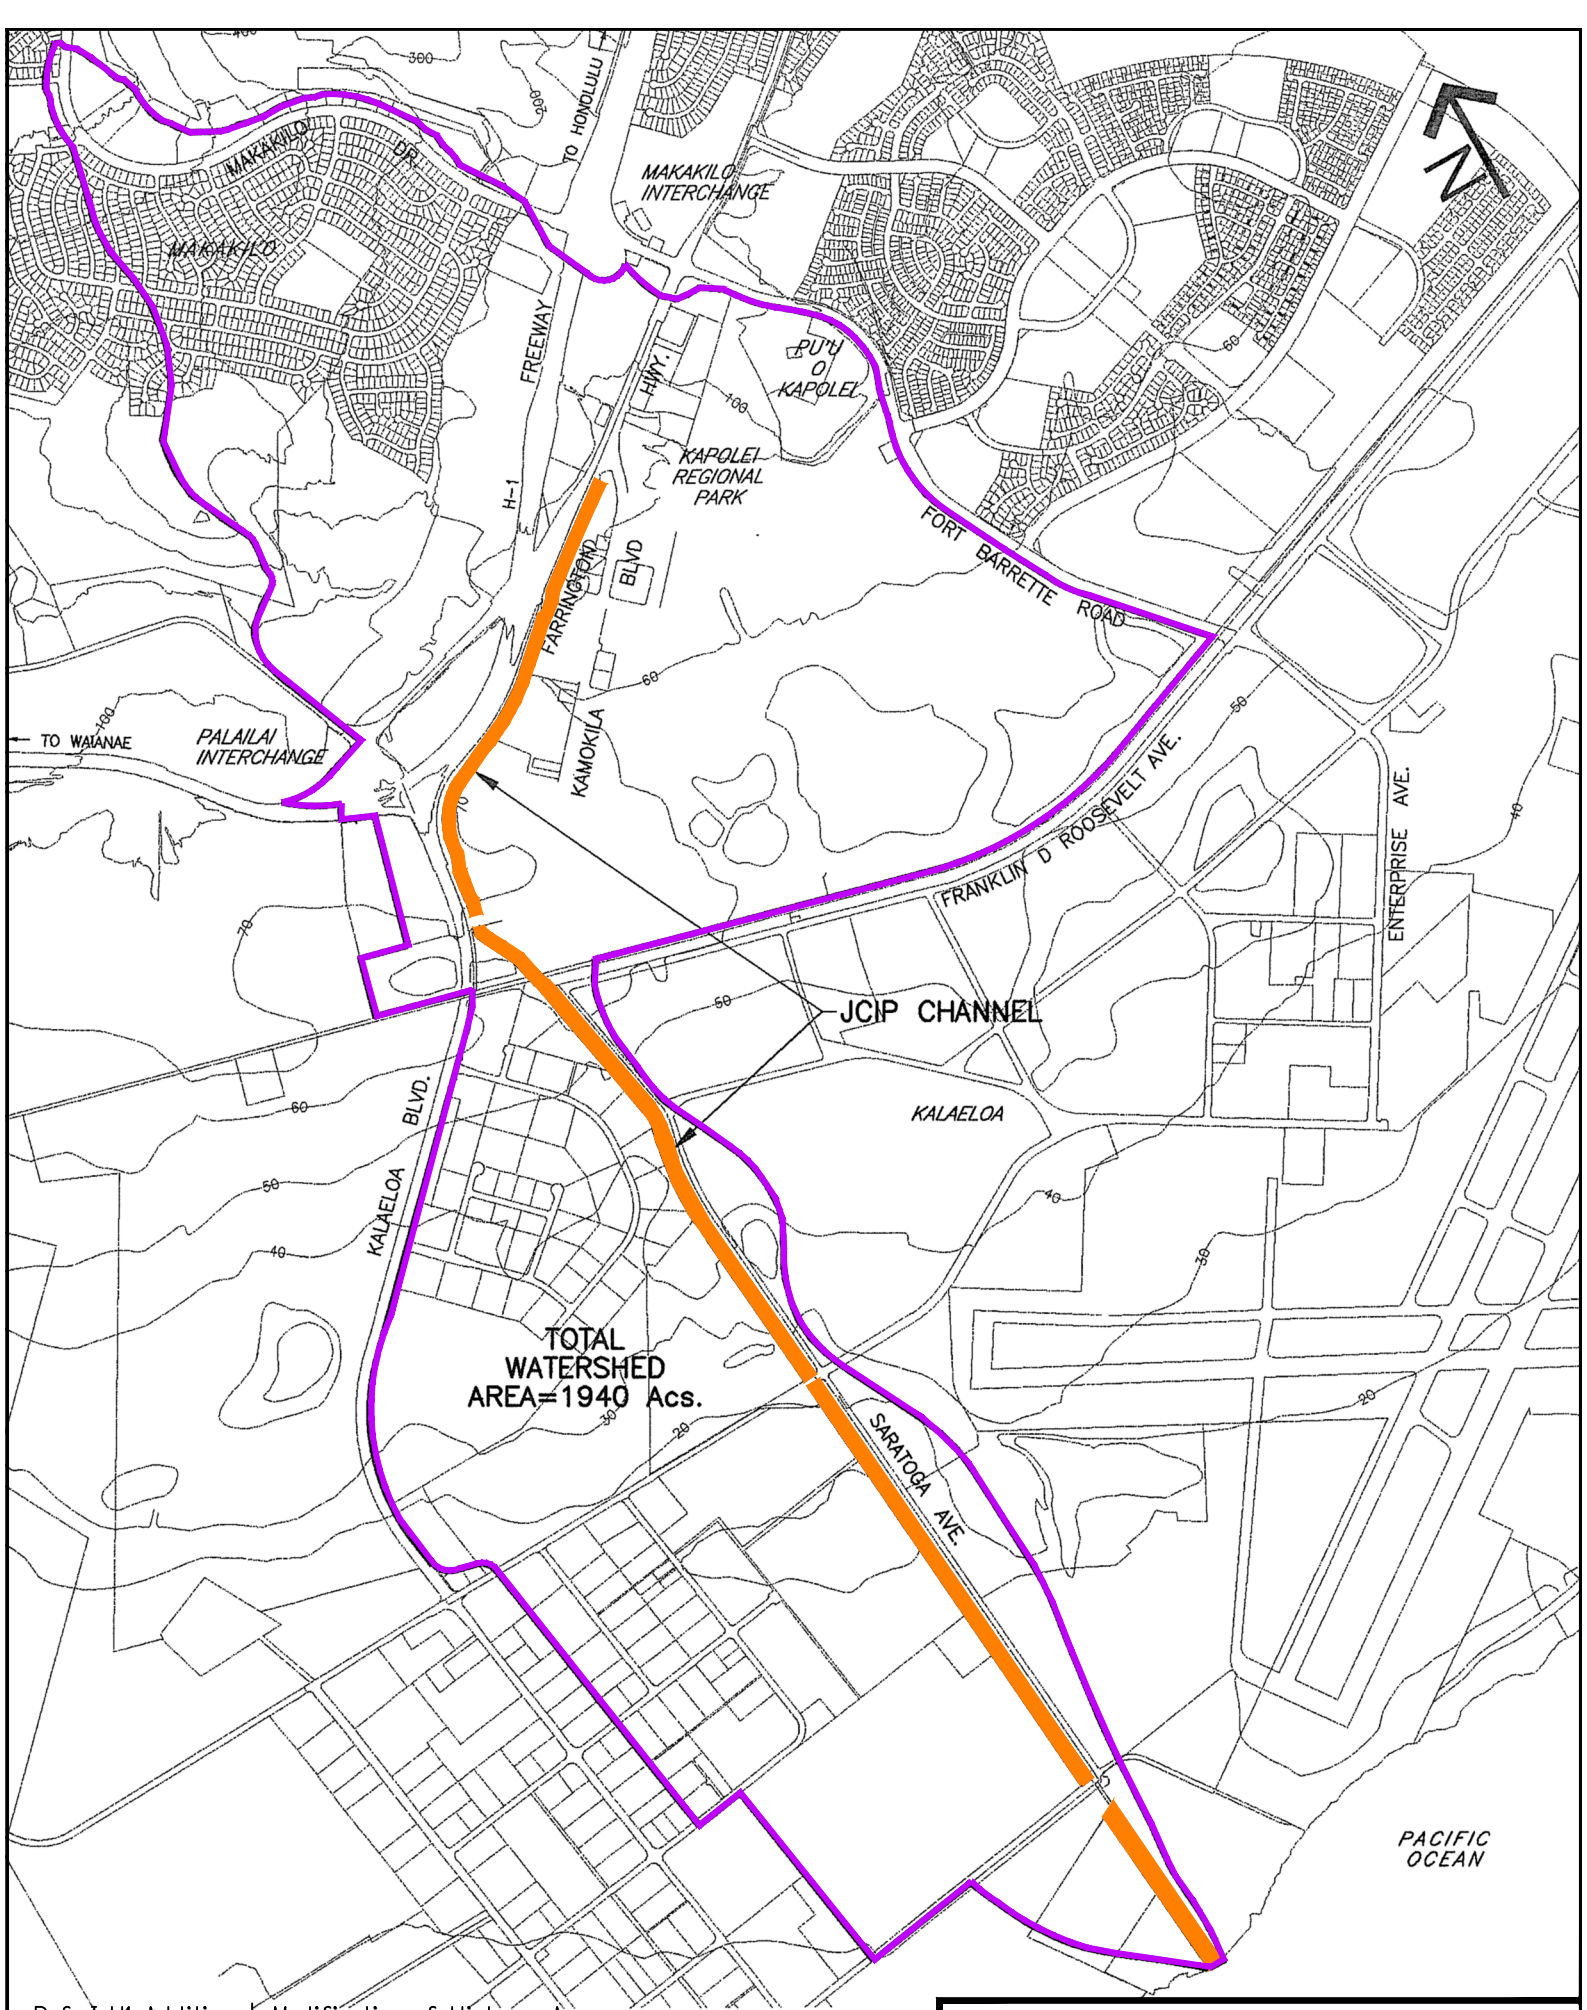 400
300
200
TO HONOLULU
MAKAKILO
DR.
MAKAKILO
INTERCHANGE
N
MAKAKILO
FREEWAY
HWY.
PU'U
O
KAPOLEI
60
100
KAPOLEI
REGIONAL
PARK
H-1
FORT BARRETTE ROAD
FARRINGTON
BLVD
60
100
TO WAIANAE
PALAILAI
INTERCHANGE
KAMOKILA
50
70
FRANKLIN D ROOSEVELT AVE.
ENTERPRISE AVE.
40
70
50
JCIP CHANNEL
60
BLVD.
KALAELOA
KALAELOA
50
40
40
30
TOTAL
WATERSHED
AREA=1940 Acs.
30
20
20
SARATOGA AVE.
PACIFIC
OCEAN